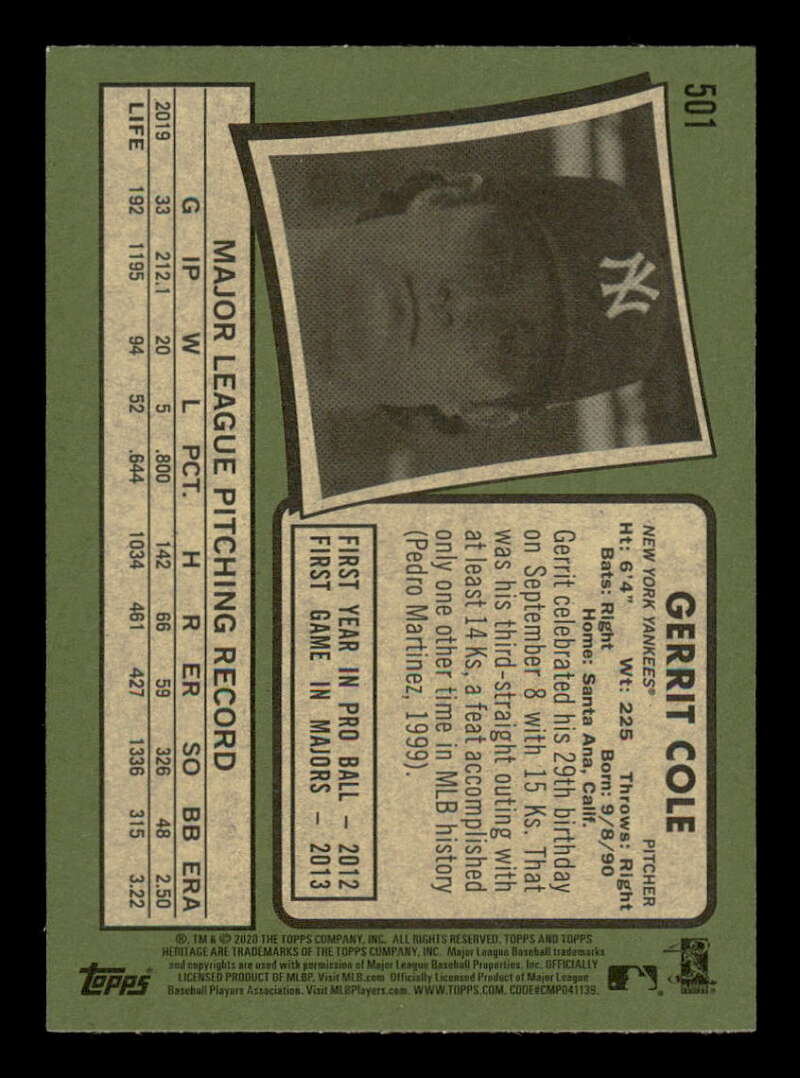 501
NY
GERRIT COLE
NEW YORK YANKEES® PITCHER
Ht: 6'4" Wt: 225 Throws: Right
Bats: Right Born: 9/8/90
Home: Santa Ana, Calif.
Gerrit celebrated his 29th birthday
on September 8 with 15 Ks. That
was his third-straight outing with
at least 14 Ks, a feat accomplished
only one other time in MLB history
(Pedro Martinez, 1999).
FIRST YEAR IN PRO BALL – 2012
FIRST GAME IN MAJORS – 2013
MAJOR LEAGUE PITCHING RECORD
G IP W L PCT. H R ER SO BB ERA
2019 33 212.1 20 5 .800 142 66 59 326 48 2.50
LIFE 192 1195 94 52 .644 1034 461 427 1336 315 3.22
®, TM & © 2020 THE TOPPS COMPANY, INC. ALL RIGHTS RESERVED. TOPPS AND TOPPS
HERITAGE ARE TRADEMARKS OF THE TOPPS COMPANY, INC. Major League Baseball trademarks
and copyrights are used with permission of Major League Baseball Properties, Inc. OFFICIALLY
LICENSED PRODUCT OF MLBP. Visit MLB.com Officially Licensed Product of Major League
Baseball Players Association. Visit MLBPlayers.com. WWW.TOPPS.COM. CODE#CMP041139.
topps®